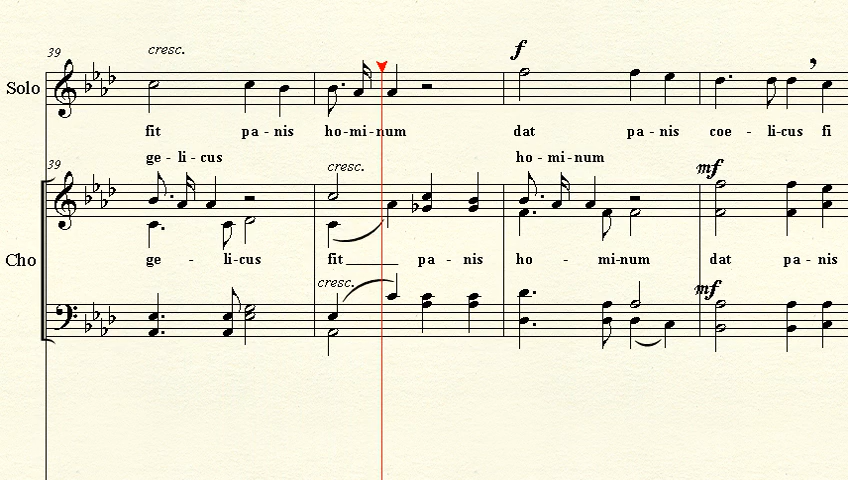 39 cresc. f
Solo
fit pa - nis ho-mi-num dat pa - nis coe - li-cus fi
ge - li - cus ho - mi - num
39 cresc. mf
Cho
ge - li-cus fit pa - nis ho - mi-num dat pa - nis
cresc. mf